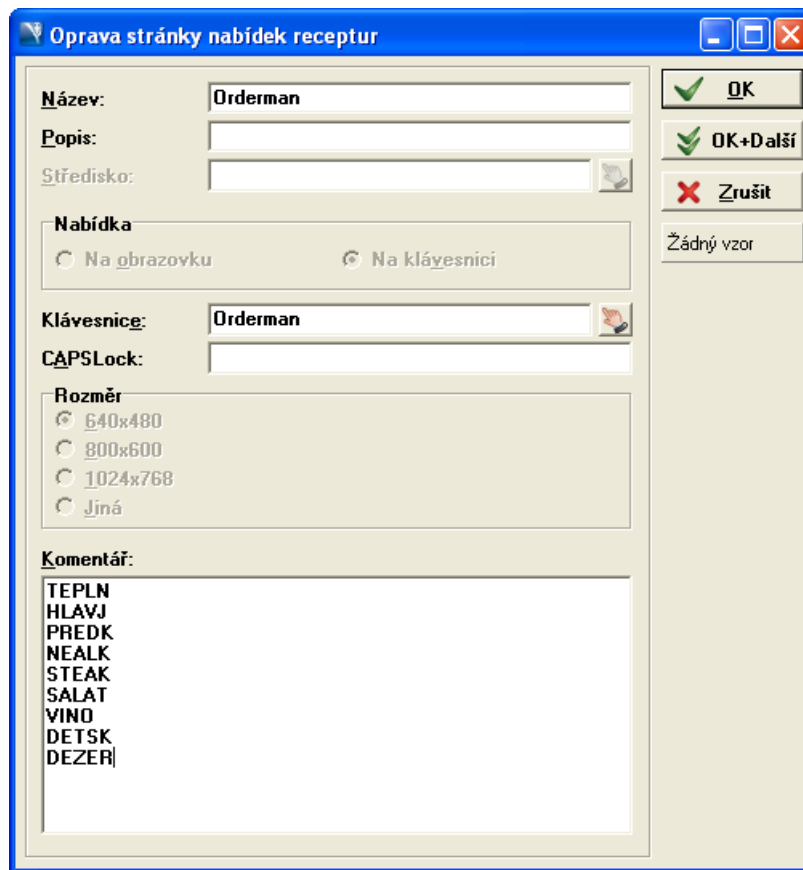 Oprava stránky nabídek receptur
Název: Orderman
Popis:
Středisko:
Nabídka
Na obrazovku Na klávesnici
Klávesnice: Orderman
CAPSLock:
Rozměr
640x480
800x600
1024x768
Jiná
Komentář:
TEPLN
HLAVJ
PREDK
NEALK
STEAK
SALAT
VINO
DETSK
DEZER
OK
OK+Další
Zrušit
Žádný vzor